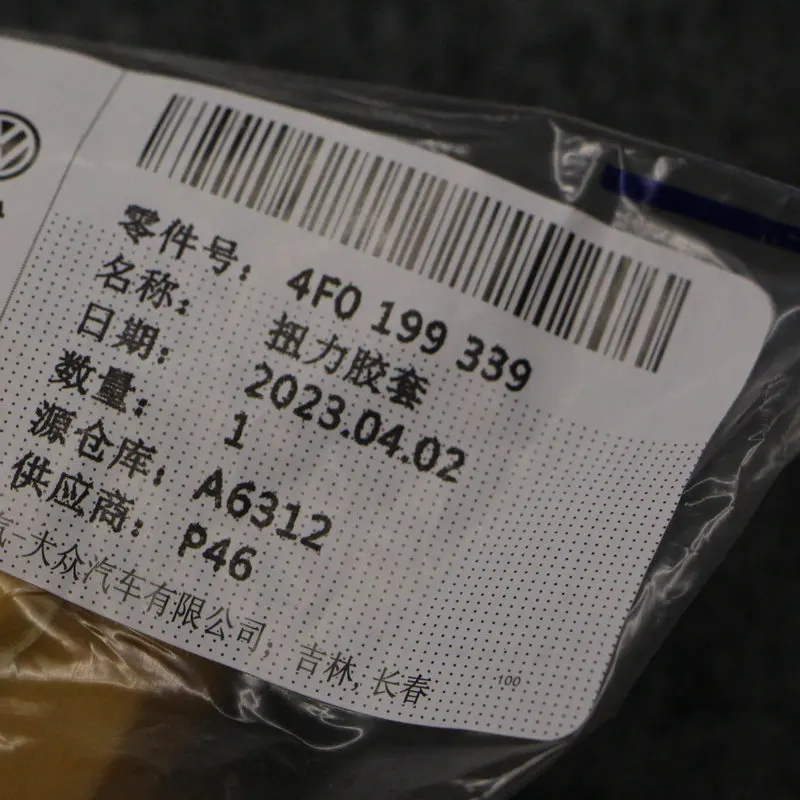 零件号: 4F0 199 339
名称: 扭力胶套
日期: 2023.04.02
数量: 1
源仓库: A6312
供应商: P46
汽-大众汽车有限公司, 吉林, 长春
100